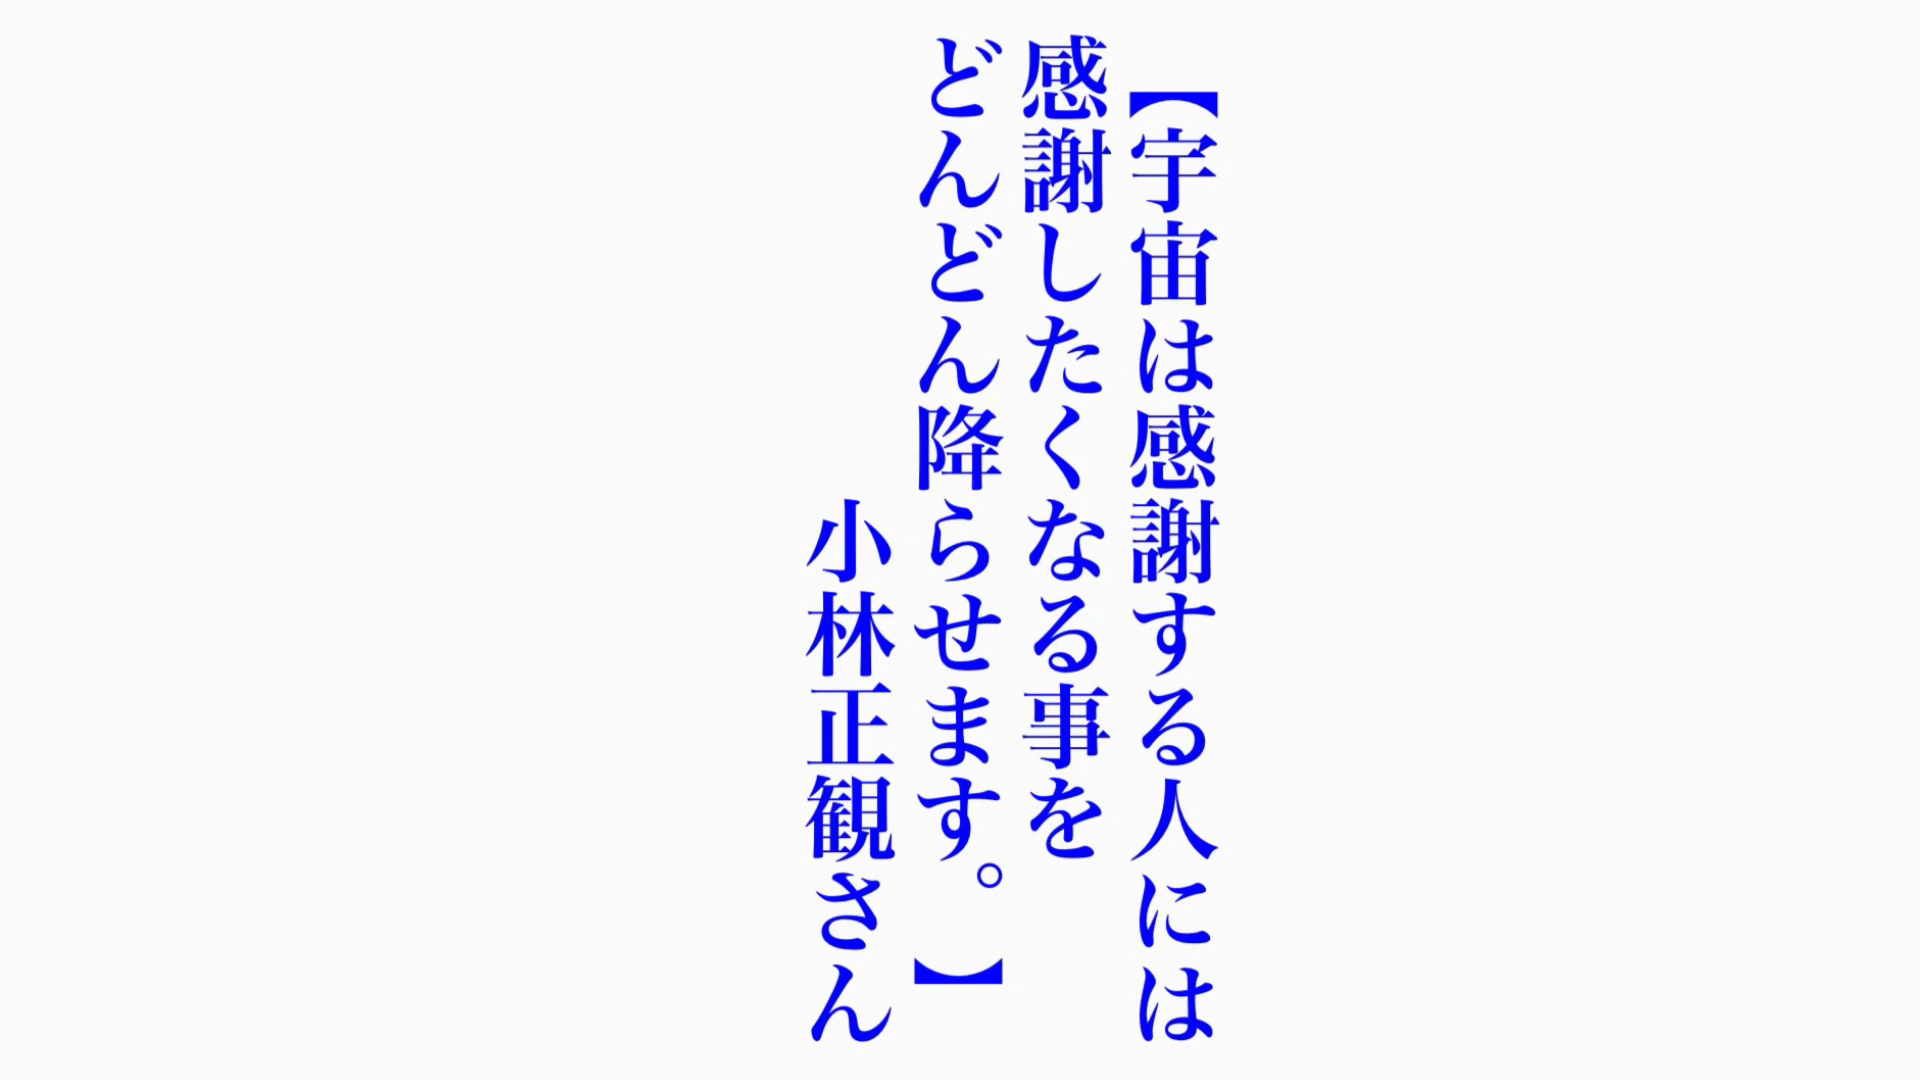 【宇宙は感謝する人には
感謝したくなる事を
どんどん降らせます。】
小林正観さん